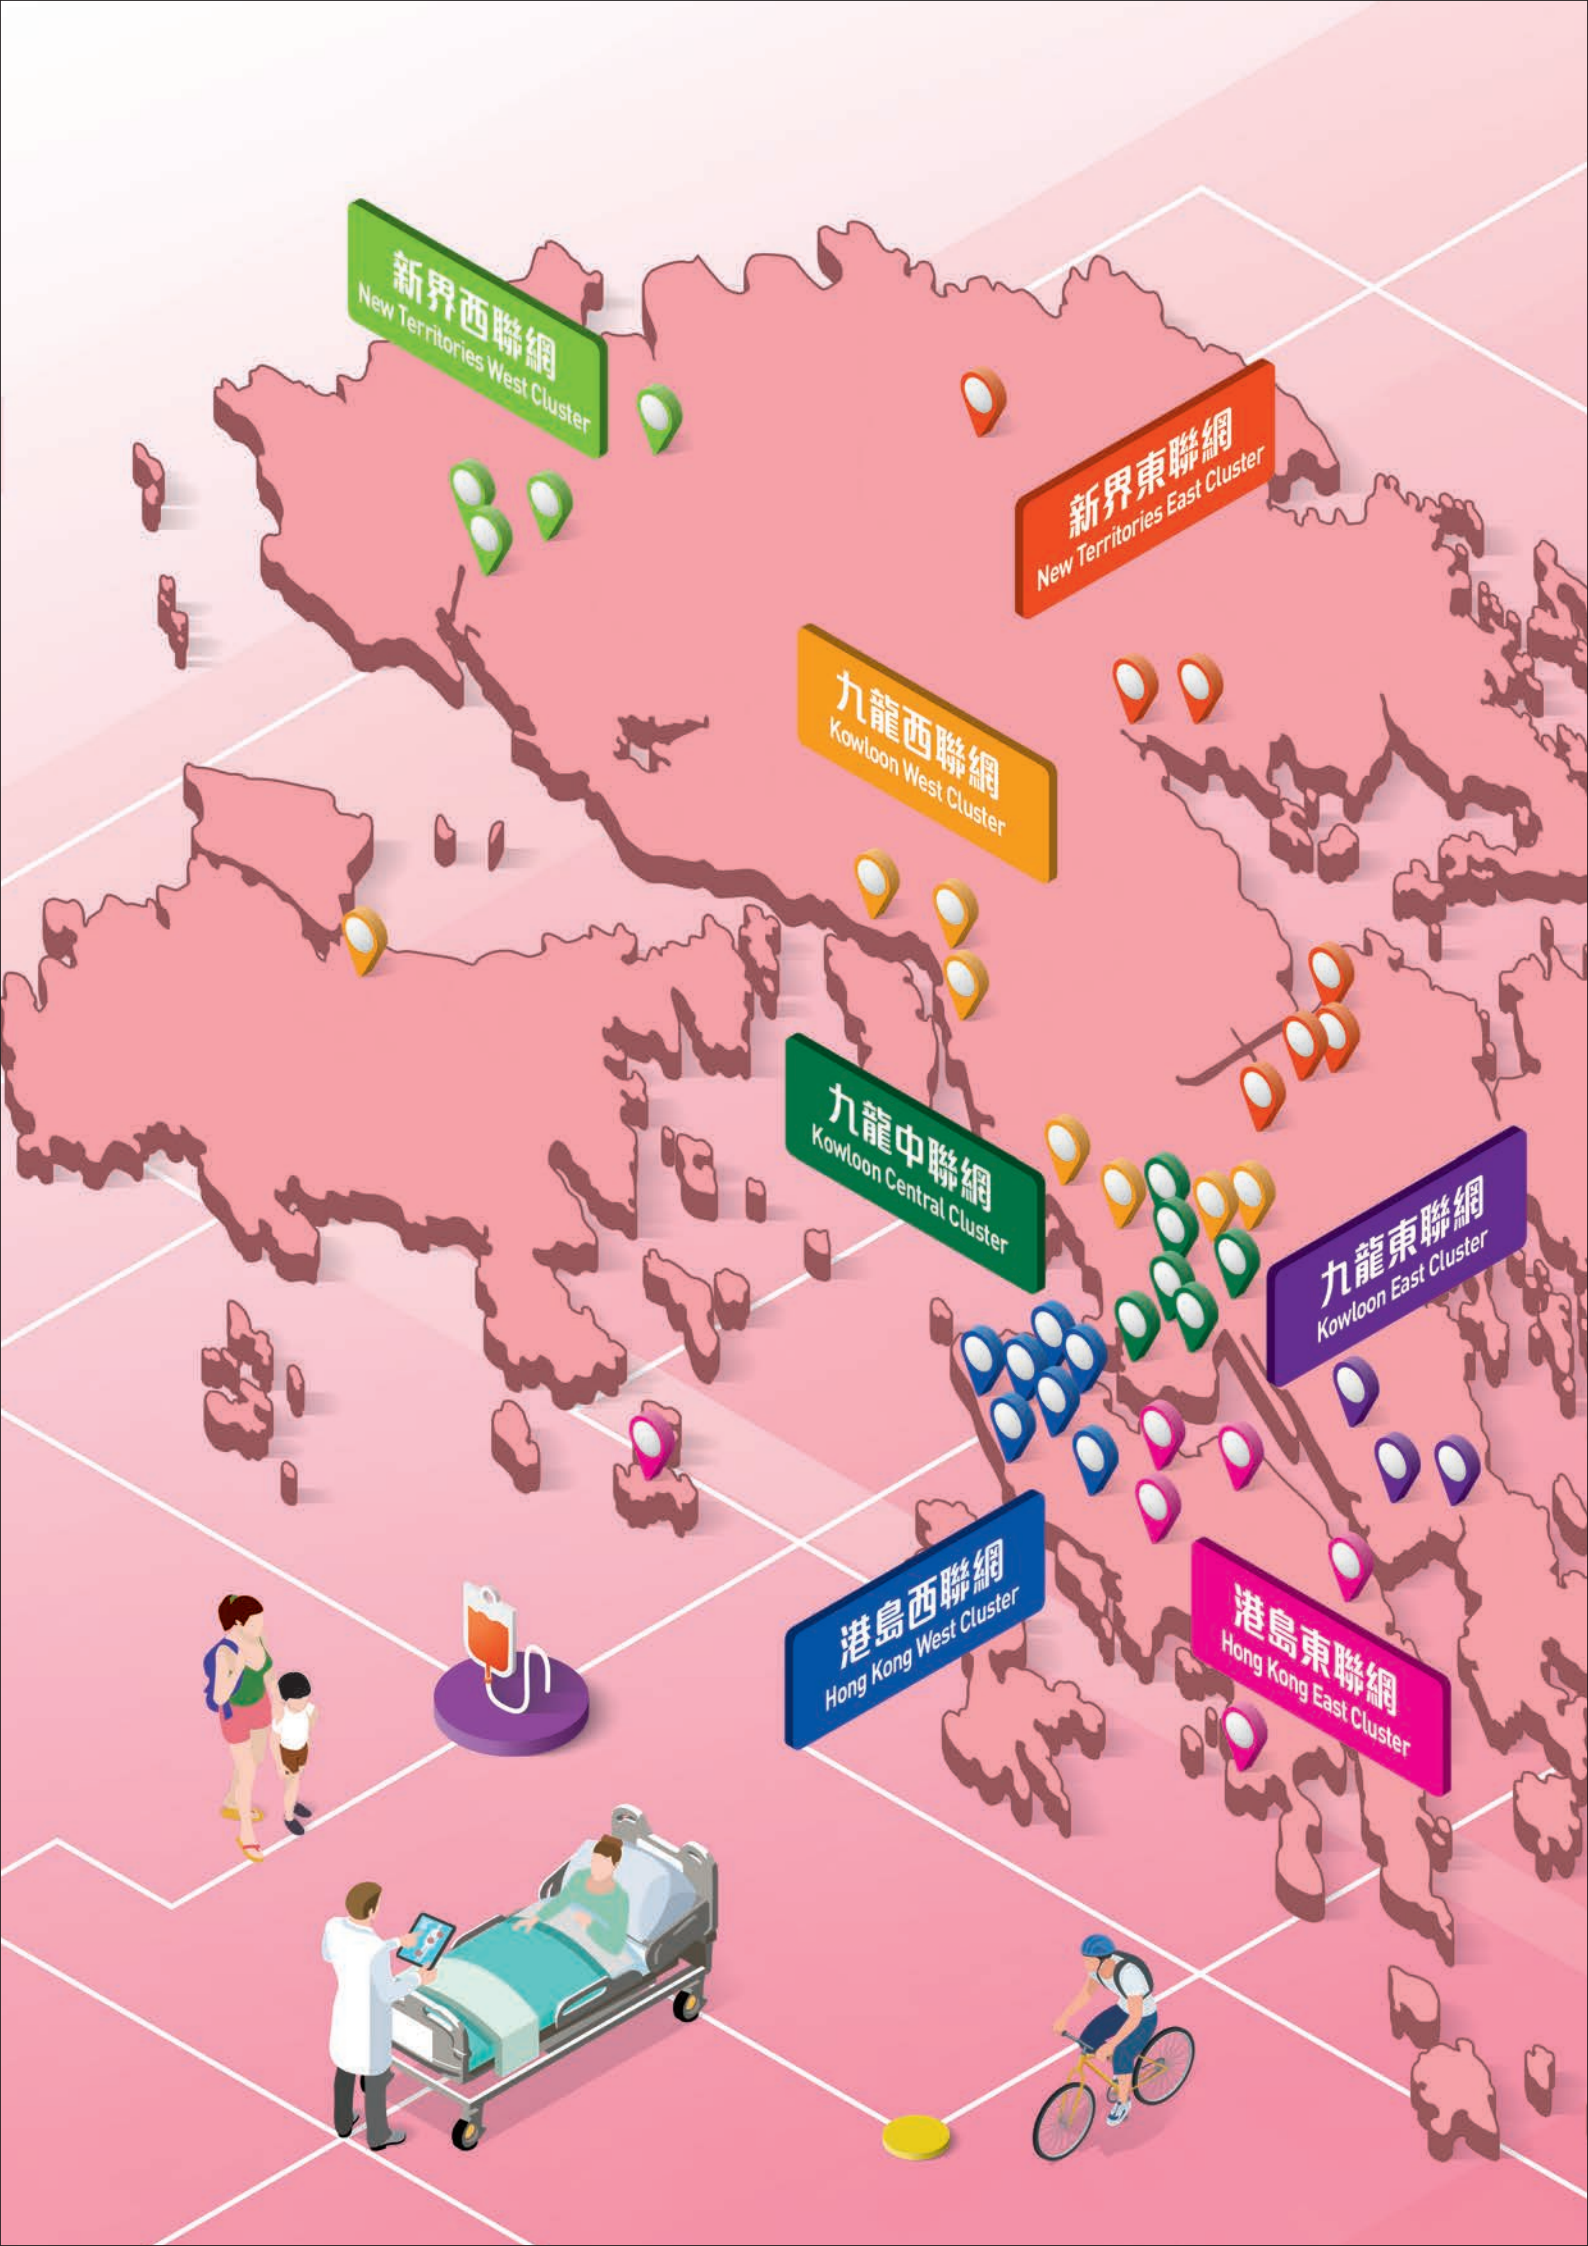 新界西聯網
New Territories West Cluster
新界東聯網
New Territories East Cluster
九龍西聯網
Kowloon West Cluster
九龍中聯網
Kowloon Central Cluster
九龍東聯網
Kowloon East Cluster
港島西聯網
Hong Kong West Cluster
港島東聯網
Hong Kong East Cluster